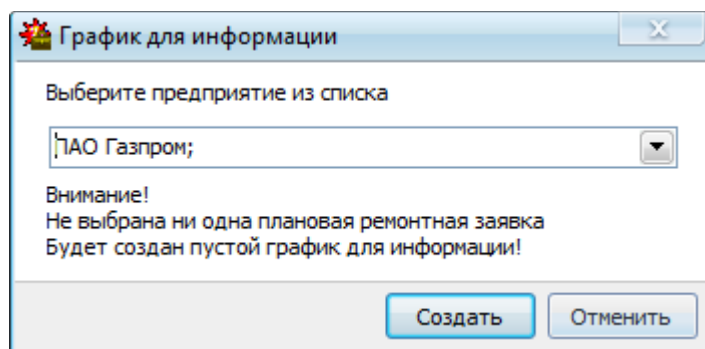 График для информации
Выберите предприятие из списка
ПАО Газпром;
Внимание!
Не выбрана ни одна плановая ремонтная заявка
Будет создан пустой график для информации!
Создать
Отменить